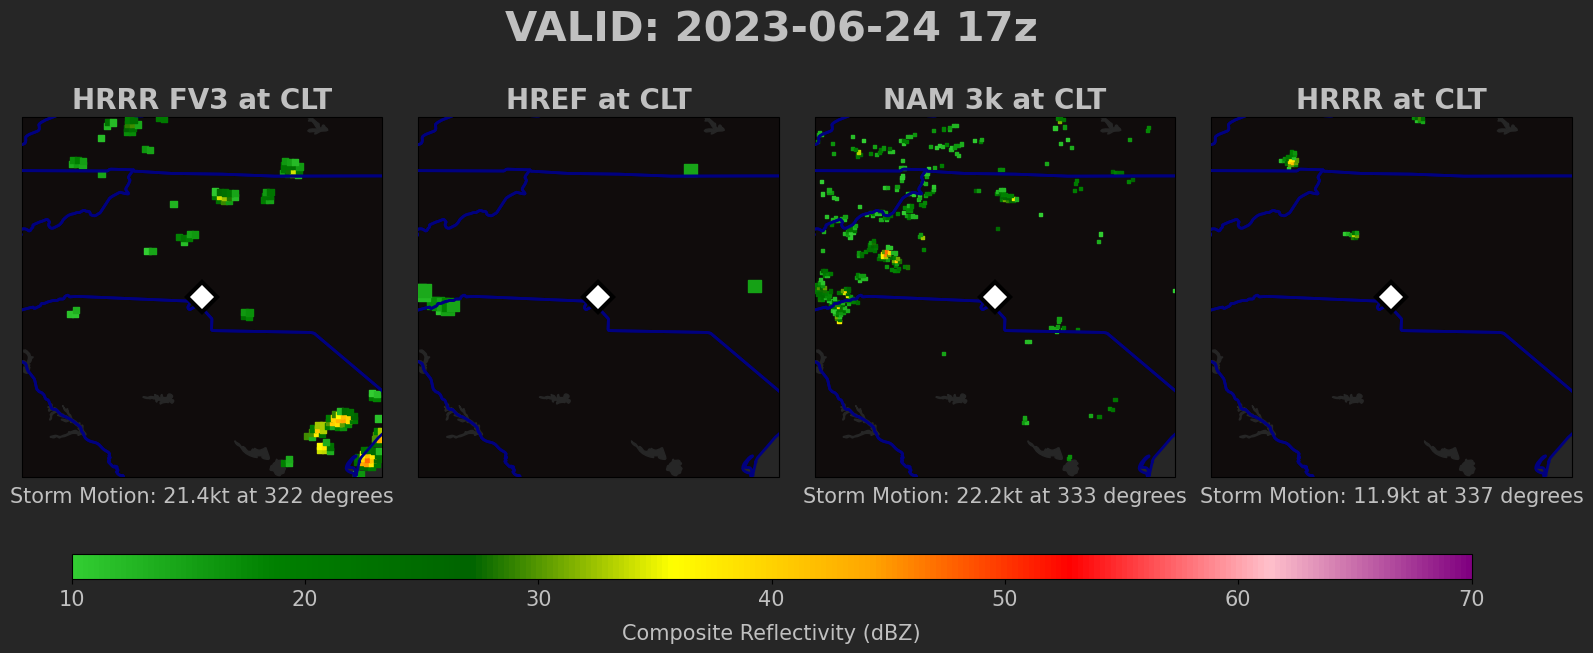 VALID: 2023-06-24 17z
HRRR FV3 at CLT
HREF at CLT
NAM 3k at CLT
HRRR at CLT
Storm Motion: 21.4kt at 322 degrees
Storm Motion: 22.2kt at 333 degrees
Storm Motion: 11.9kt at 337 degrees
10 20 30 40 50 60 70
Composite Reflectivity (dBZ)